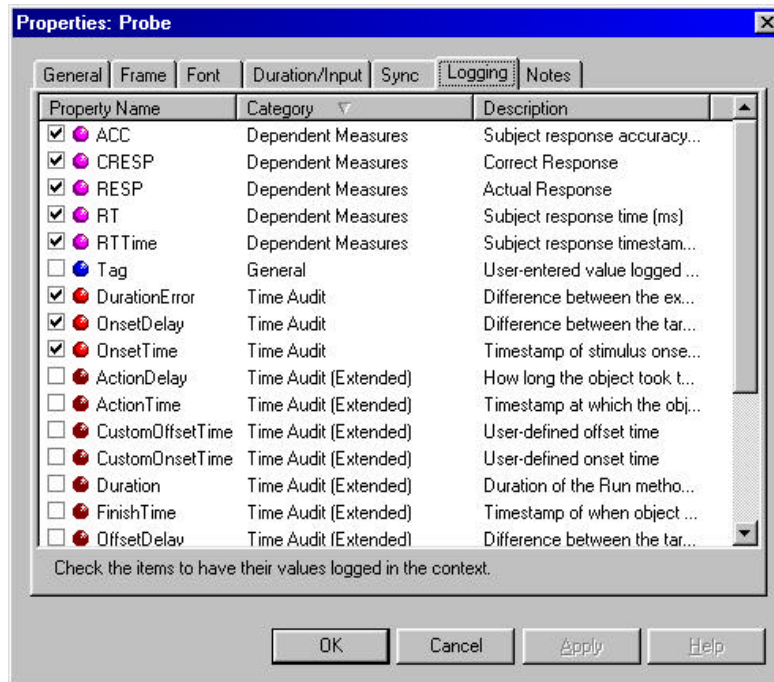 Properties: Probe
General Frame Font Duration/Input Sync Logging Notes
Property Name Category Description
ACC Dependent Measures Subject response accuracy...
CRESP Dependent Measures Correct Response
RESP Dependent Measures Actual Response
RT Dependent Measures Subject response time (ms)
RTTime Dependent Measures Subject response timestam...
Tag General User-entered value logged ...
DurationError Time Audit Difference between the ex...
OnsetDelay Time Audit Difference between the tar...
OnsetTime Time Audit Timestamp of stimulus onse...
ActionDelay Time Audit (Extended) How long the object took t...
ActionTime Time Audit (Extended) Timestamp at which the obj...
CustomOffsetTime Time Audit (Extended) User-defined offset time
CustomOnsetTime Time Audit (Extended) User-defined onset time
Duration Time Audit (Extended) Duration of the Run metho...
FinishTime Time Audit (Extended) Timestamp of when object ...
OffsetDelay Time Audit (Extended) Difference between the tar...
Check the items to have their values logged in the context.
OK Cancel Apply Help